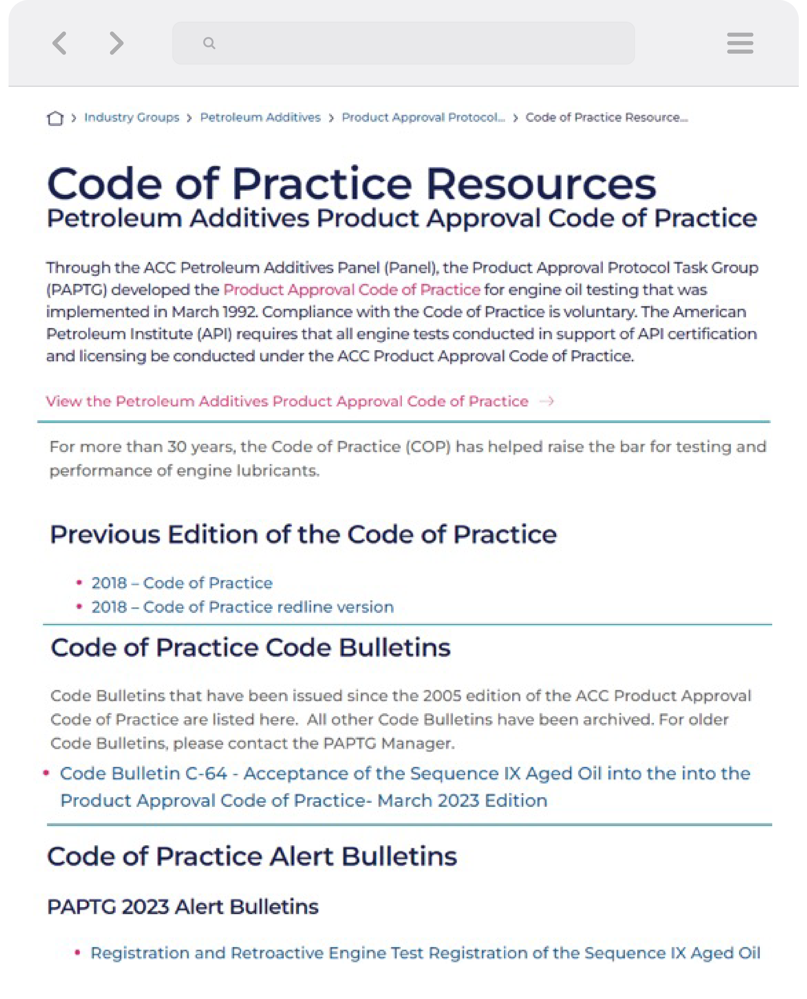 Industry Groups > Petroleum Additives > Product Approval Protocol... > Code of Practice Resource...
Code of Practice Resources
Petroleum Additives Product Approval Code of Practice
Through the ACC Petroleum Additives Panel (Panel), the Product Approval Protocol Task Group
(PAPTG) developed the Product Approval Code of Practice for engine oil testing that was
implemented in March 1992. Compliance with the Code of Practice is voluntary. The American
Petroleum Institute (API) requires that all engine tests conducted in support of API certification
and licensing be conducted under the ACC Product Approval Code of Practice.
View the Petroleum Additives Product Approval Code of Practice →
For more than 30 years, the Code of Practice (COP) has helped raise the bar for testing and
performance of engine lubricants.
Previous Edition of the Code of Practice
• 2018 – Code of Practice
• 2018 – Code of Practice redline version
Code of Practice Code Bulletins
Code Bulletins that have been issued since the 2005 edition of the ACC Product Approval
Code of Practice are listed here.  All other Code Bulletins have been archived. For older
Code Bulletins, please contact the PAPTG Manager.
• Code Bulletin C-64 - Acceptance of the Sequence IX Aged Oil into the into the
Product Approval Code of Practice- March 2023 Edition
Code of Practice Alert Bulletins
PAPTG 2023 Alert Bulletins
• Registration and Retroactive Engine Test Registration of the Sequence IX Aged Oil